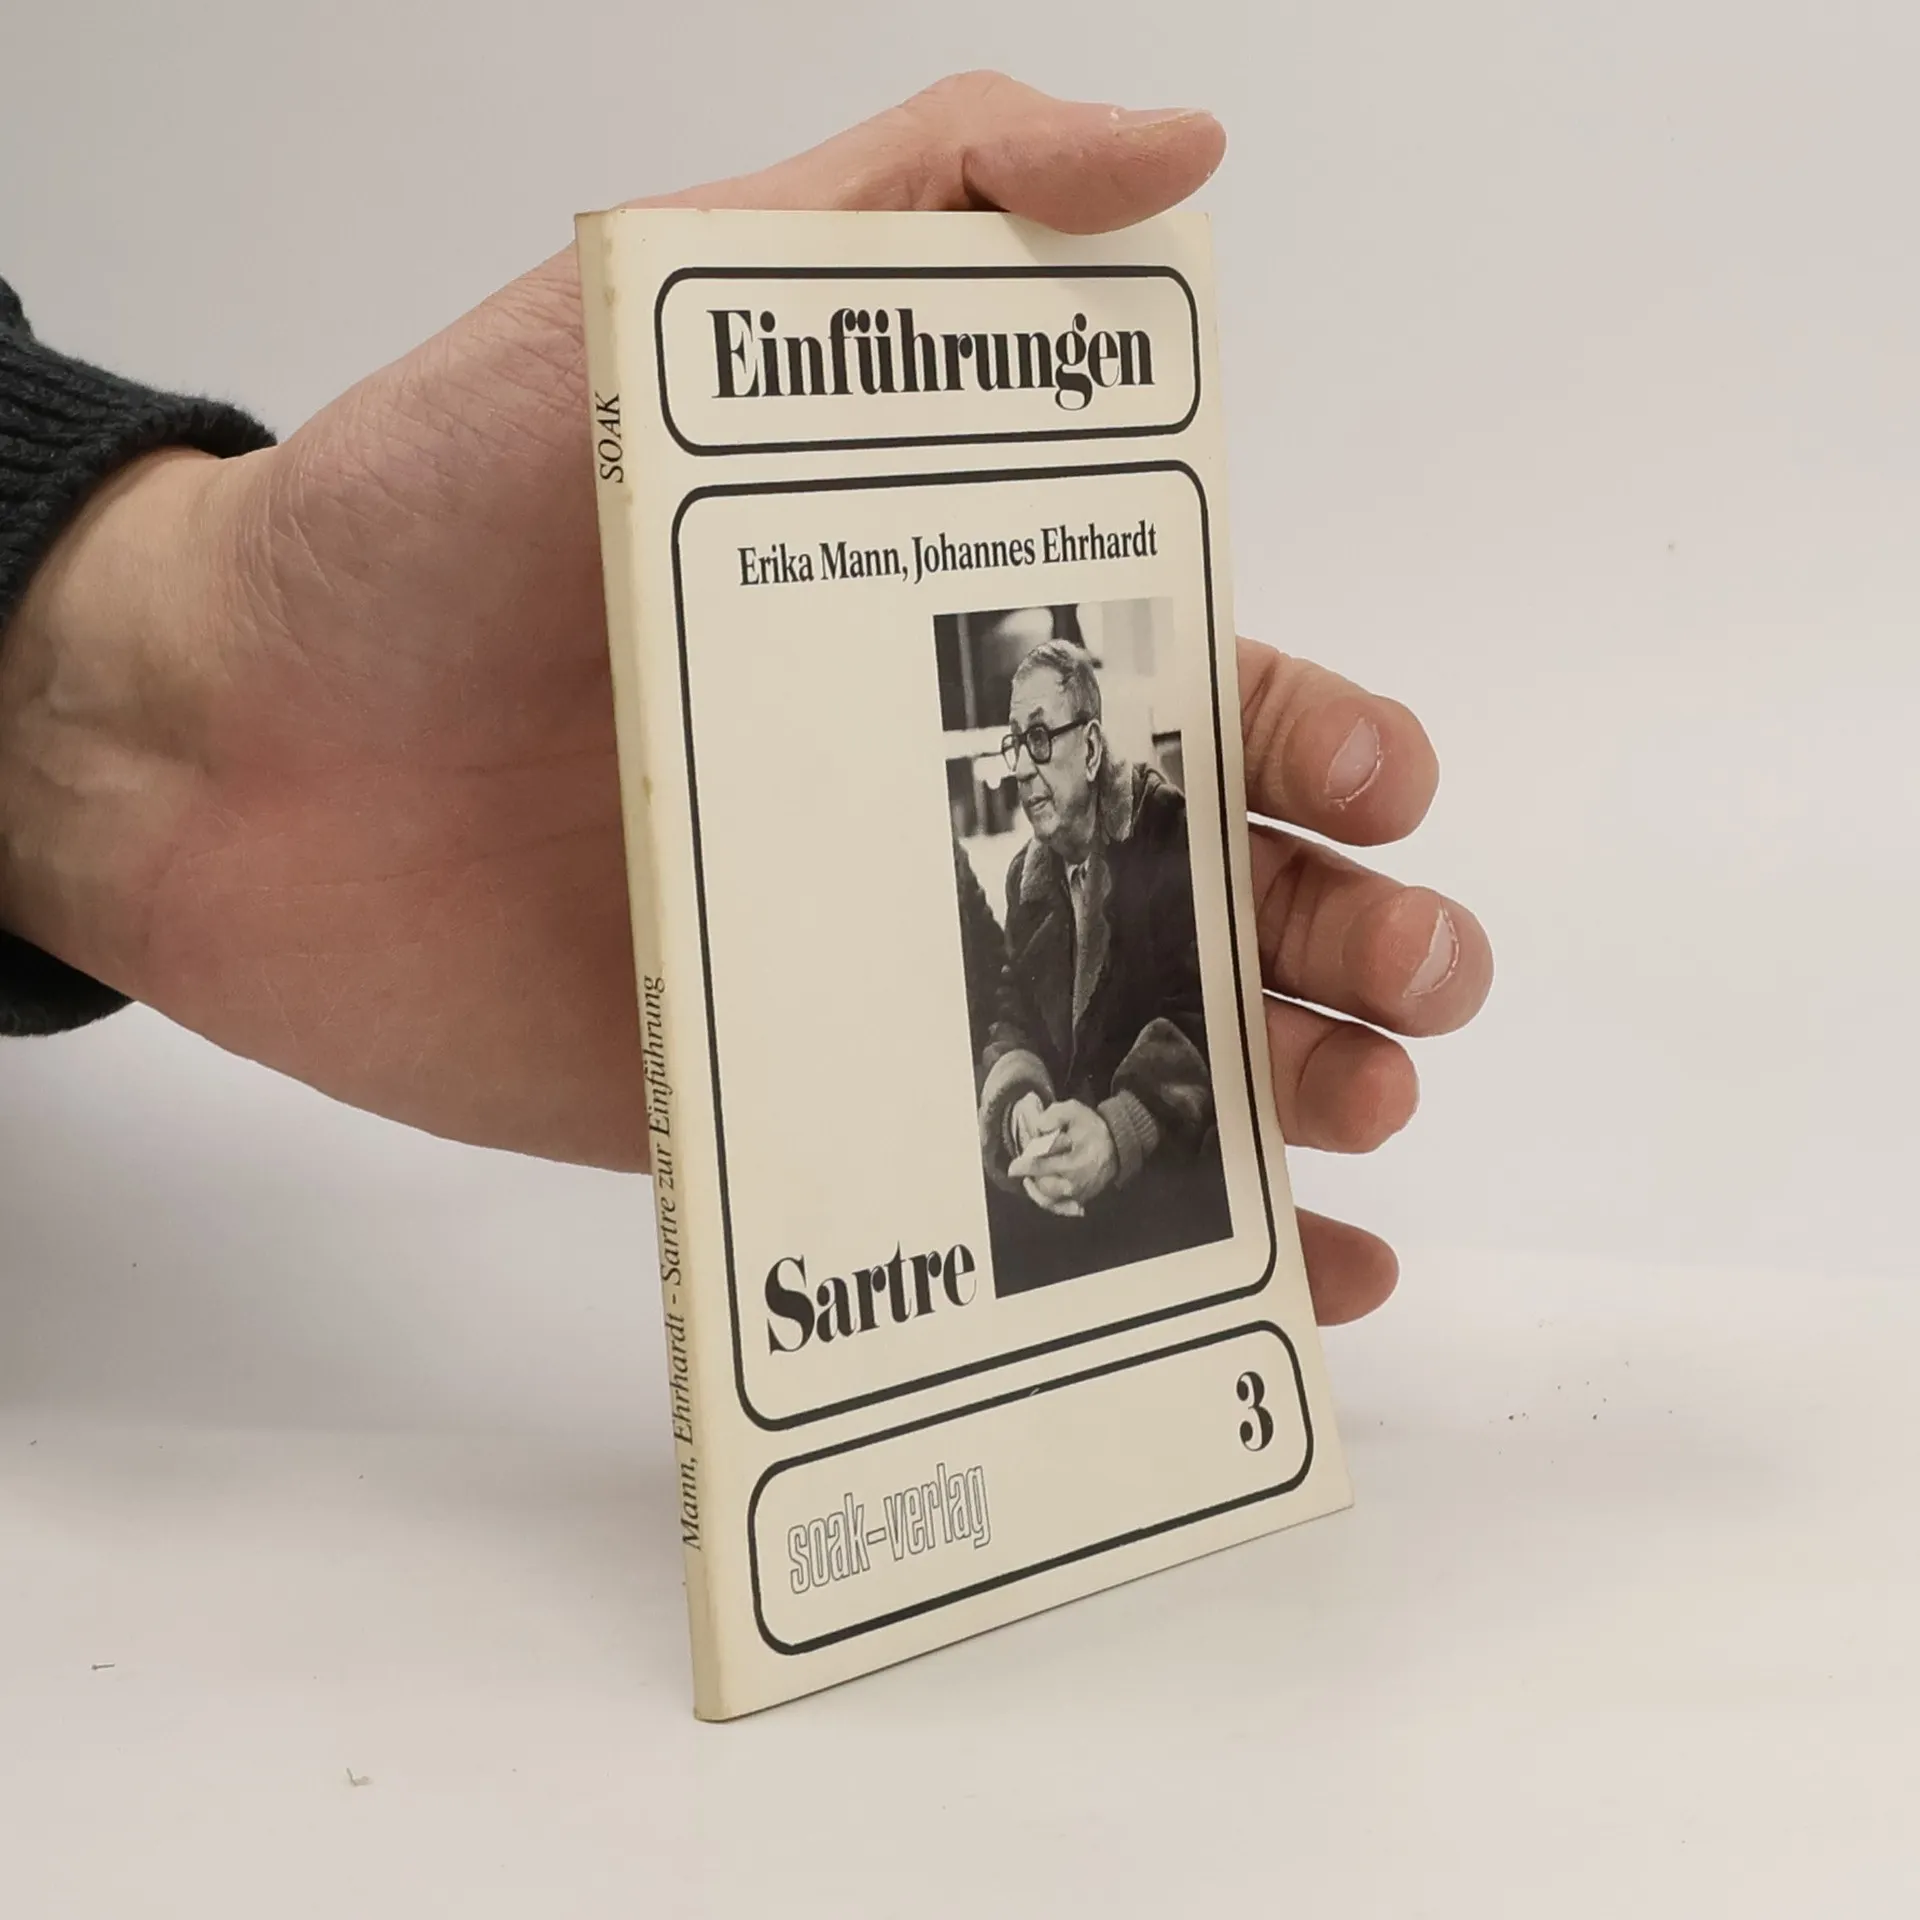 Einführungen
Erika Mann, Johannes Ehrhardt
Sartre
3
soak-verlag
SOAK
Mann, Ehrhardt - Sartre zur Einführung